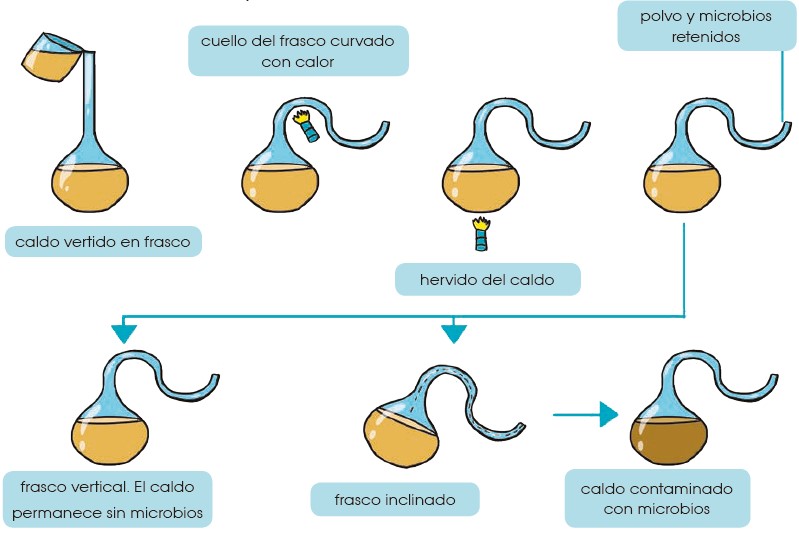 polvo y microbios
retenidos
cuello del frasco curvado
con calor
caldo vertido en frasco
hervido del caldo
frasco vertical. El caldo
permanece sin microbios
frasco inclinado
caldo contaminado
con microbios